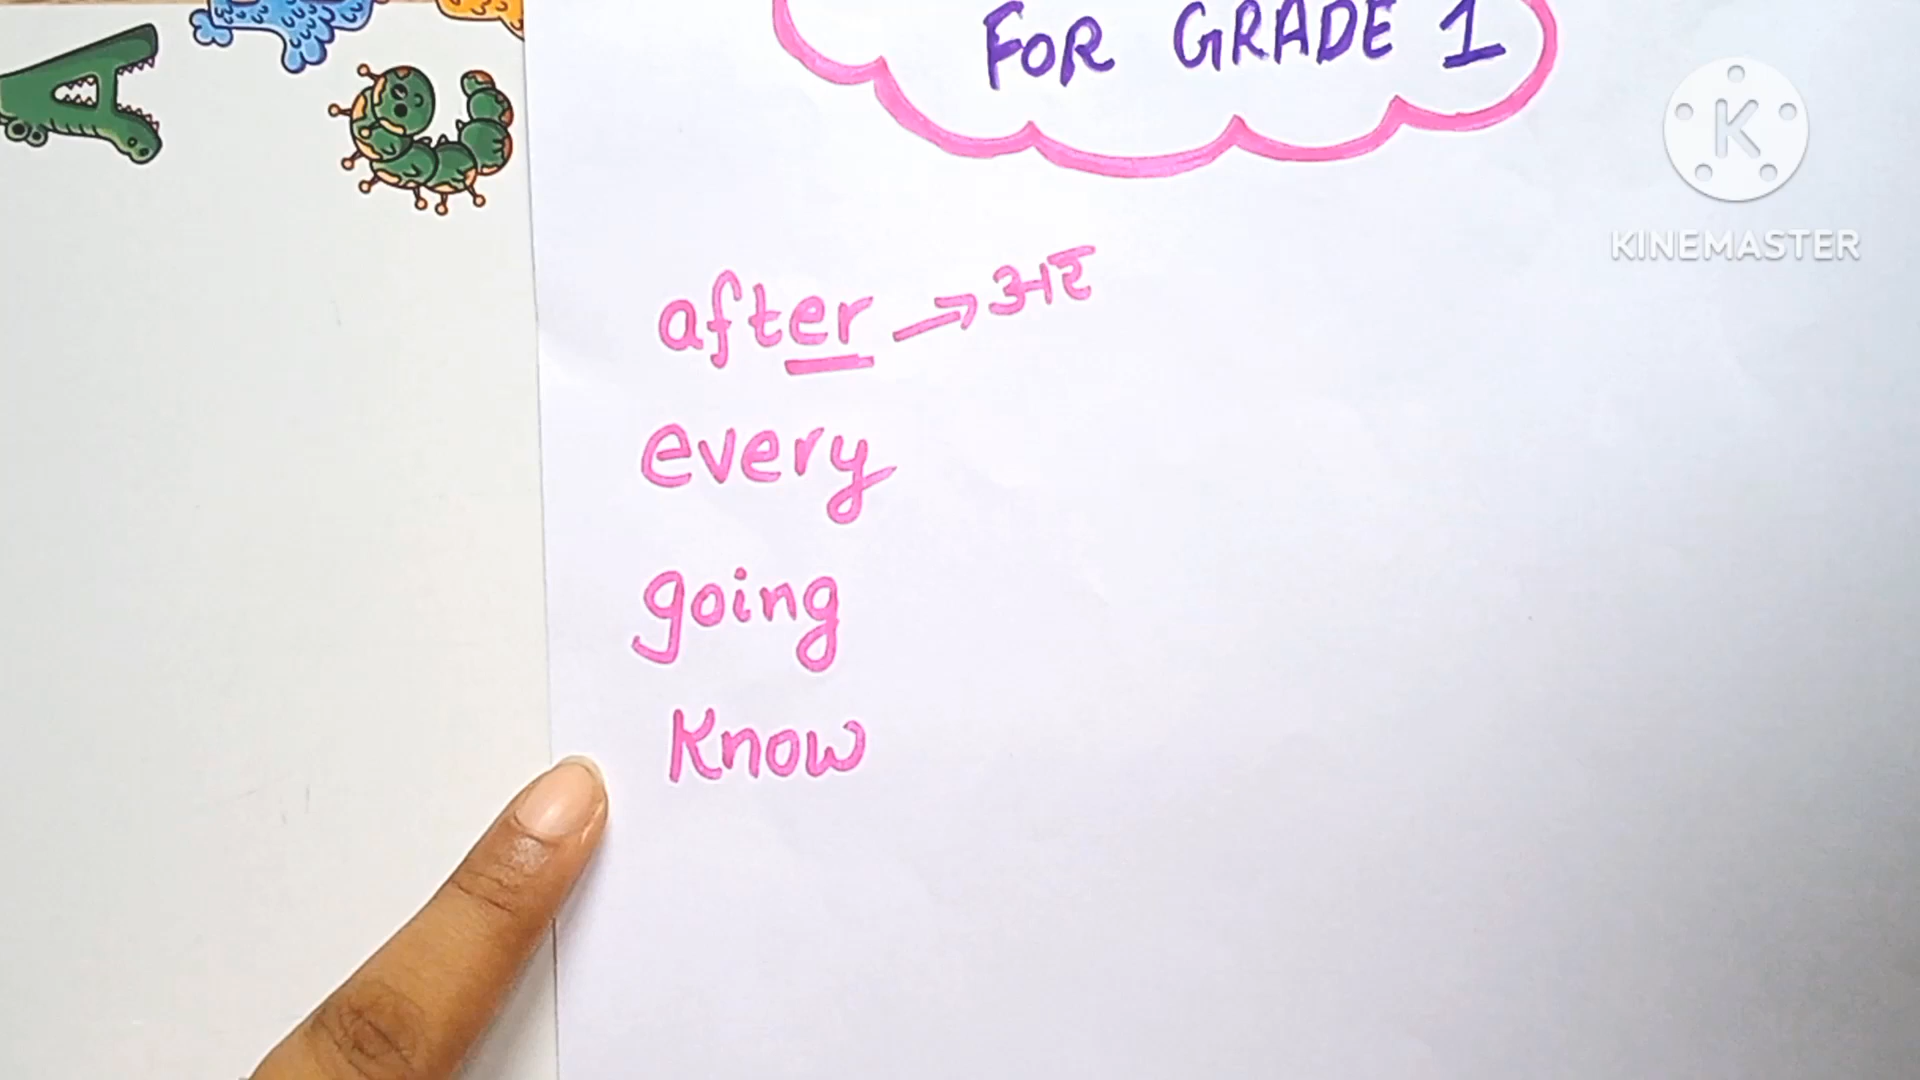 FOR GRADE 1
K
KINEMASTER
after → अर
every
going
Know